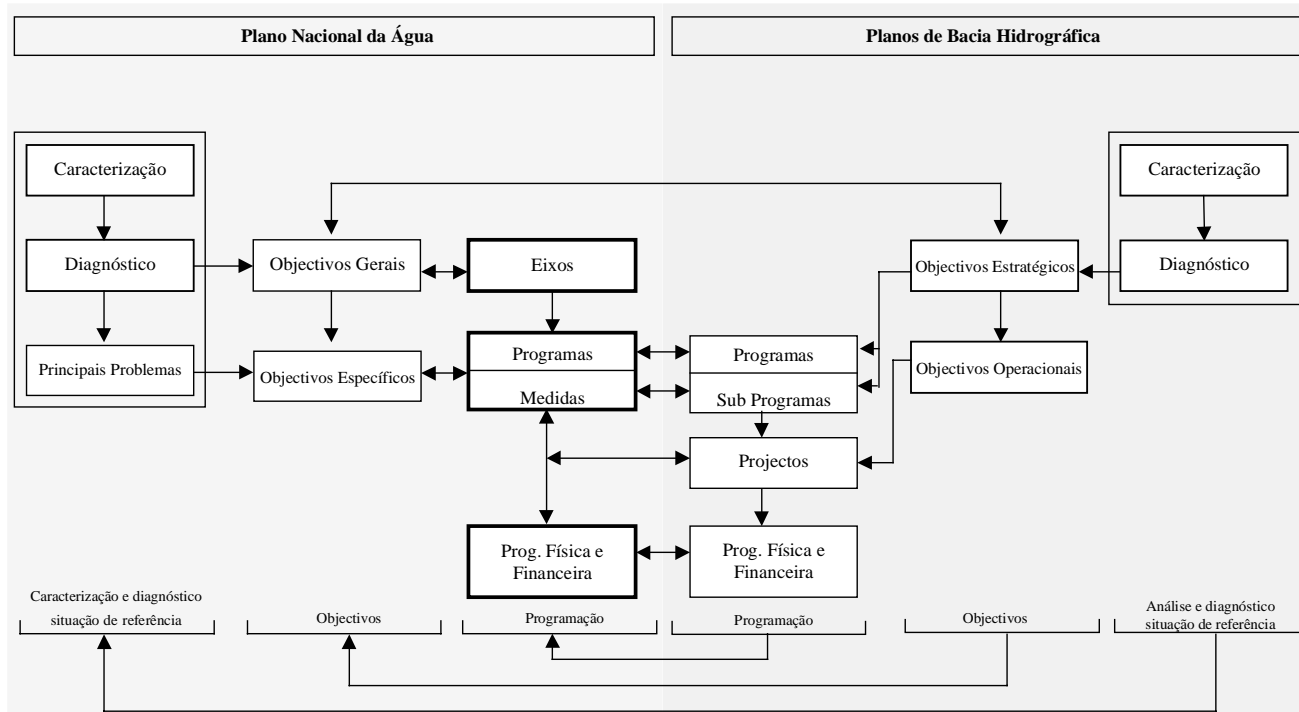 Plano Nacional da Água
Planos de Bacia Hidrográfica
Caracterização
Caracterização
Diagnóstico
Objectivos Gerais
Eixos
Objectivos Estratégicos
Diagnóstico
Principais Problemas
Objectivos Específicos
Programas
Medidas
Programas
Sub Programas
Objectivos Operacionais
Projectos
Prog. Física e
Financeira
Prog. Física e
Financeira
Caracterização e diagnóstico
situação de referência
Objectivos
Programação
Programação
Objectivos
Análise e diagnóstico
situação de referência